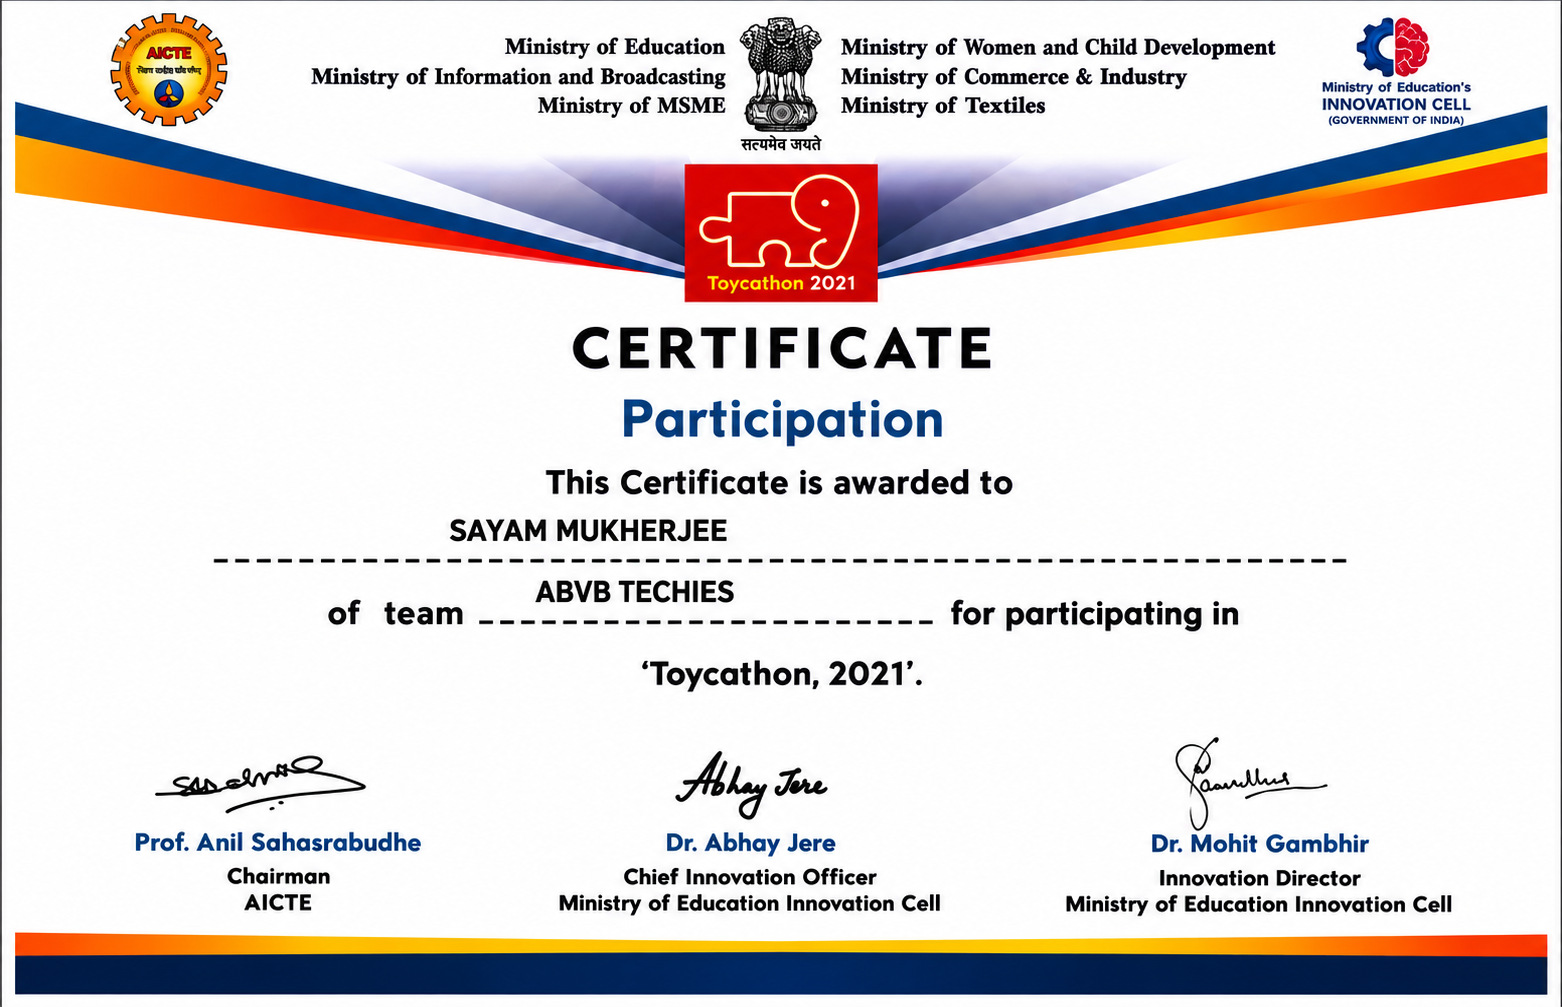 AICTE
Ministry of Education
Ministry of Information and Broadcasting
Ministry of MSME
सत्यमेव जयते
Ministry of Women and Child Development
Ministry of Commerce & Industry
Ministry of Textiles
Ministry of Education's
INNOVATION CELL
(GOVERNMENT OF INDIA)
Toycathon 2021
CERTIFICATE
Participation
This Certificate is awarded to
SAYAM MUKHERJEE
of team ABVB TECHIES for participating in
‘Toycathon, 2021’.
Abhay Jere
Prof. Anil Sahasrabudhe
Chairman
AICTE
Dr. Abhay Jere
Chief Innovation Officer
Ministry of Education Innovation Cell
Dr. Mohit Gambhir
Innovation Director
Ministry of Education Innovation Cell